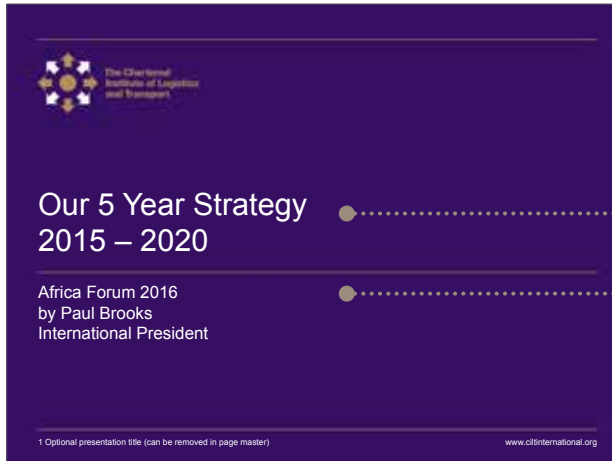 The Chartered
Institute of Logistics
and Transport
Our 5 Year Strategy
2015 – 2020
Africa Forum 2016
by Paul Brooks
International President
1 Optional presentation title (can be removed in page master)
www.ciltinternational.org